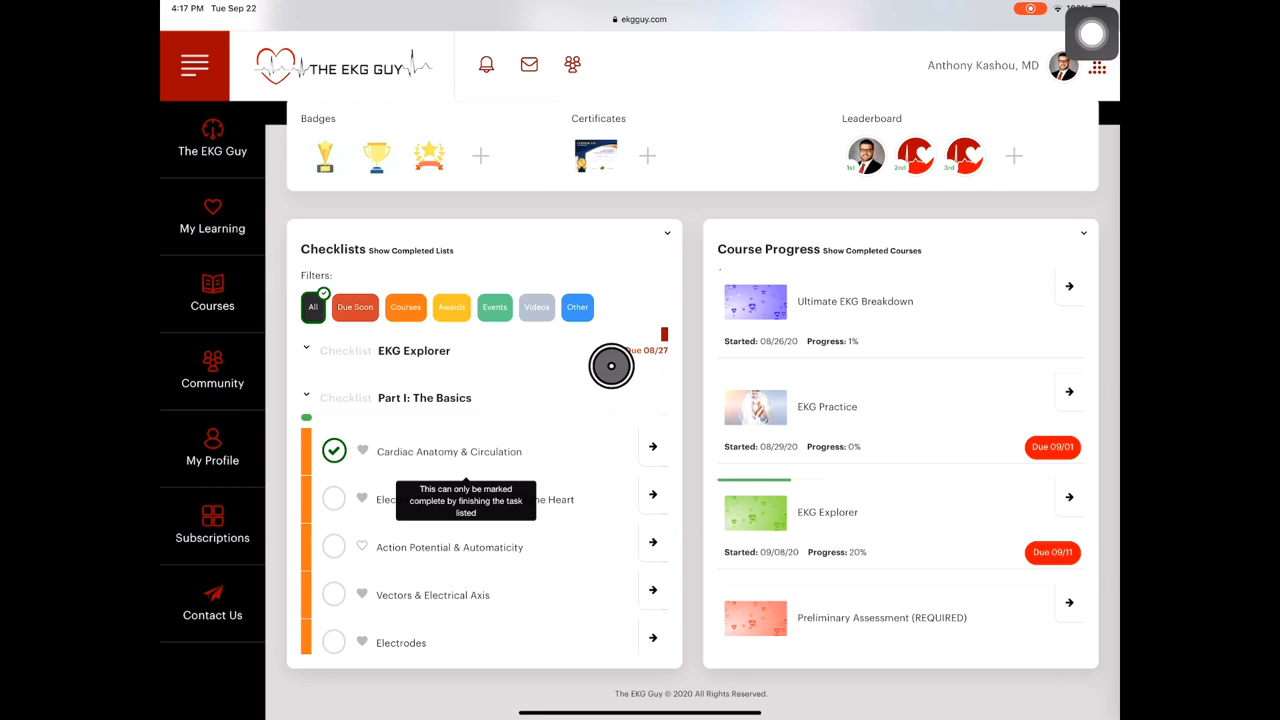 4:17 PM Tue Sep 22
ekgguy.com
THE EKG GUY
Anthony Kashou, MD
The EKG Guy
My Learning
Courses
Community
My Profile
Subscriptions
Contact Us
Badges
Certificates
Leaderboard
1st
2nd
3rd
Checklists Show Completed Lists
Filters:
All
Due Soon
Courses
Awards
Events
Videos
Other
Checklist EKG Explorer
Due 08/27
Checklist Part I: The Basics
Cardiac Anatomy & Circulation
This can only be marked
complete by finishing the task
listed
he Heart
Action Potential & Automaticity
Vectors & Electrical Axis
Electrodes
Course Progress Show Completed Courses
Ultimate EKG Breakdown
Started: 08/26/20 Progress: 1%
EKG Practice
Started: 08/29/20 Progress: 0%
Due 09/01
EKG Explorer
Started: 09/08/20 Progress: 20%
Due 09/11
Preliminary Assessment (REQUIRED)
The EKG Guy © 2020 All Rights Reserved.